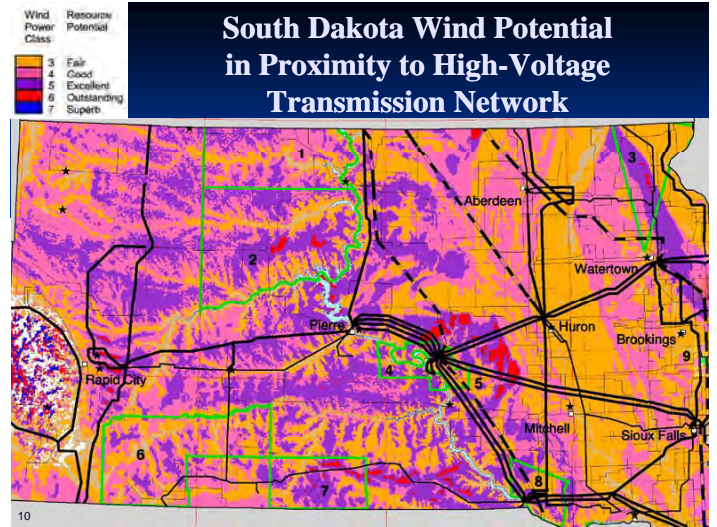 Wind Resource
Power Potential
Class
3 Fair
4 Good
5 Excellent
6 Outstanding
7 Superb
South Dakota Wind Potential
in Proximity to High-Voltage
Transmission Network
1
3
Aberdeen
2
Watertown
Pierre
Huron
Brookings
9
4
5
Rapid City
Mitchell
Sioux Falls
6
7
8
10